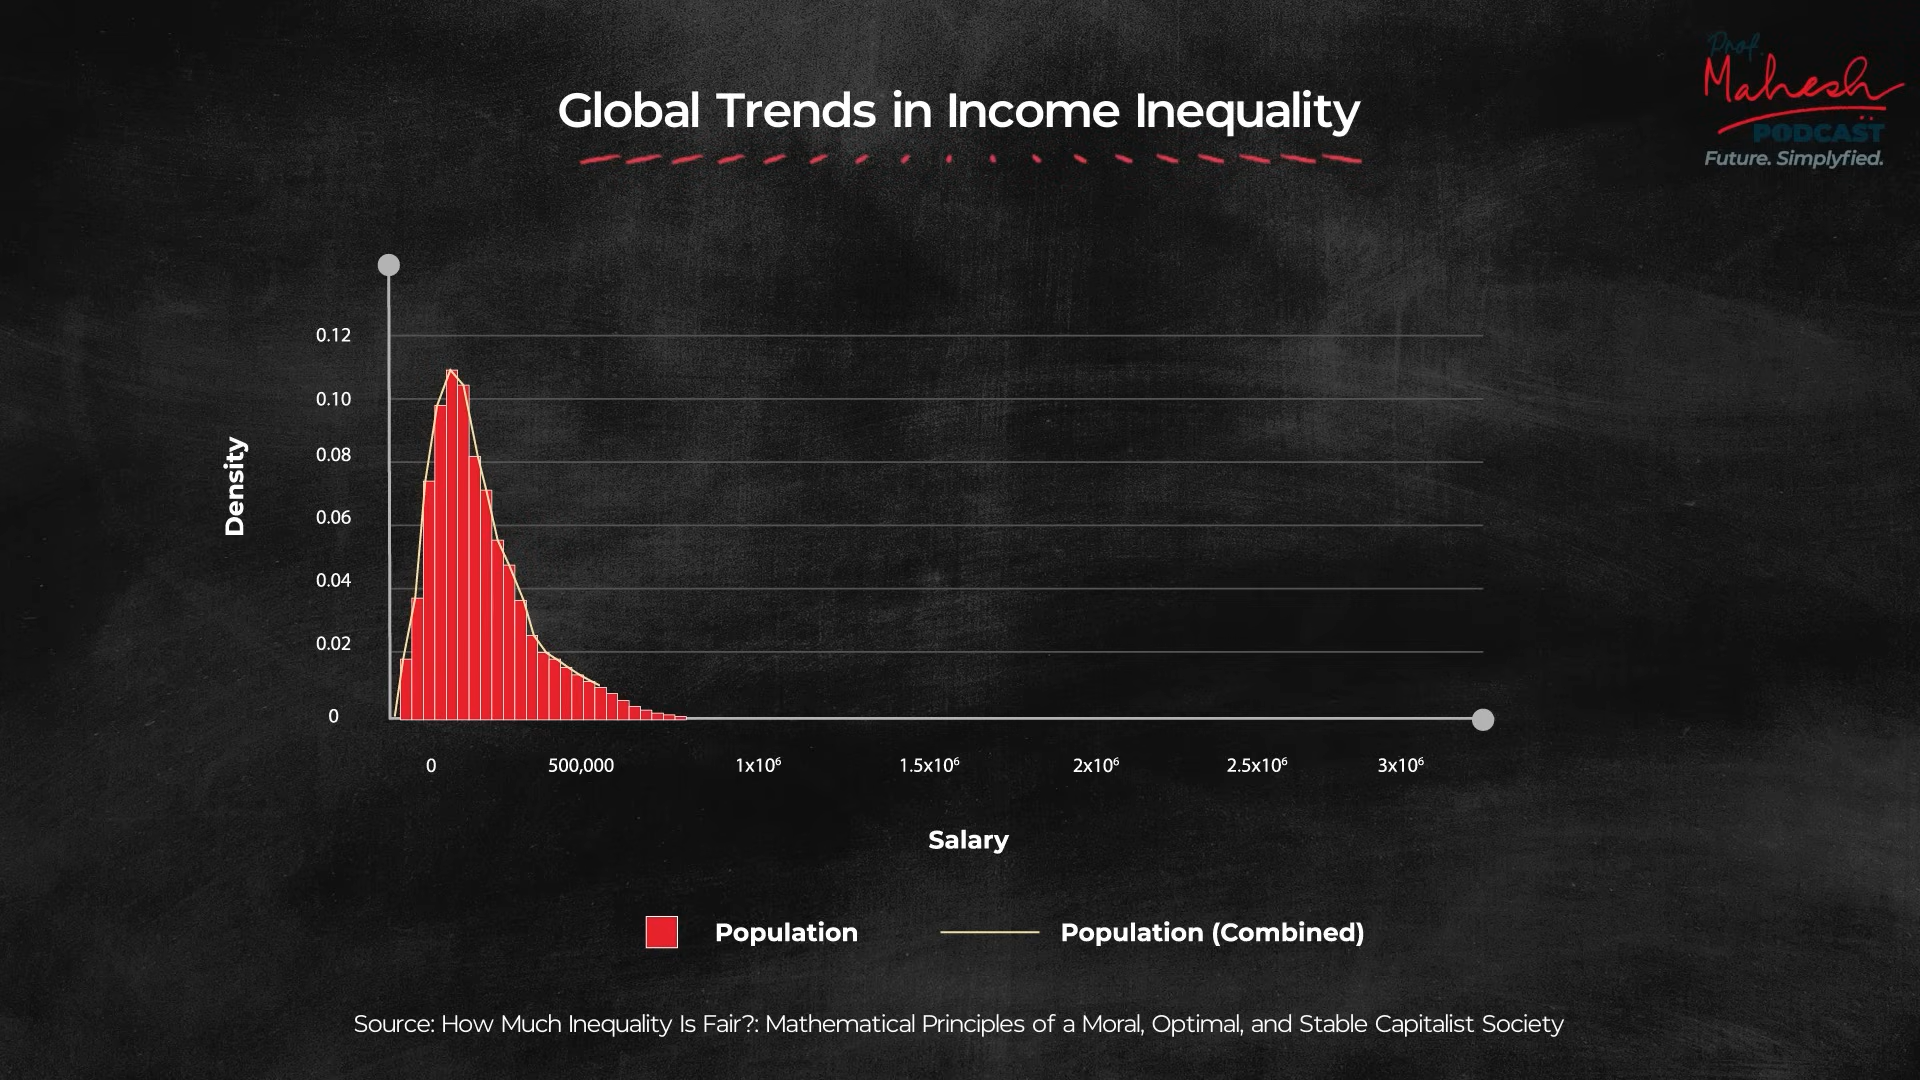 Prof.
Mahesh
PODCAST
Future. Simplyfied.
Global Trends in Income Inequality
Density
0.12
0.10
0.08
0.06
0.04
0.02
0
0 500,000 1x10⁶ 1.5x10⁶ 2x10⁶ 2.5x10⁶ 3x10⁶
Salary
Population Population (Combined)
Source: How Much Inequality Is Fair?: Mathematical Principles of a Moral, Optimal, and Stable Capitalist Society